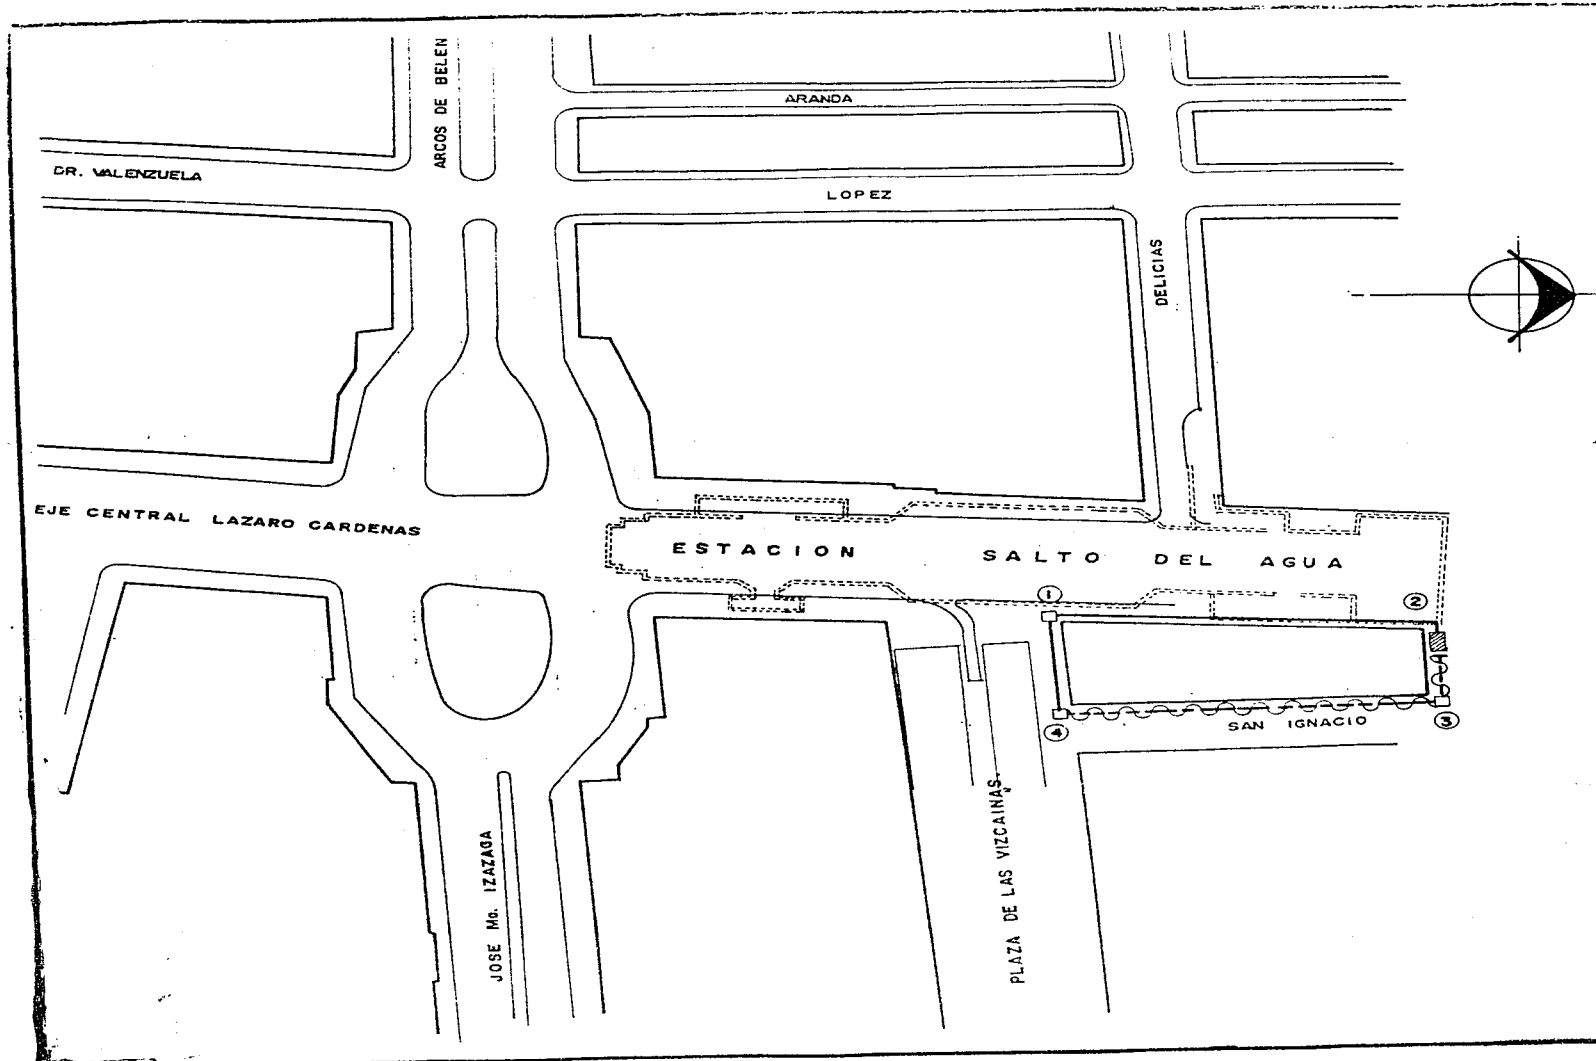 ARCOS DE BELEN
ARANDA
DR. VALENZUELA
LOPEZ
DELICIAS
EJE CENTRAL LAZARO CARDENAS
ESTACION SALTO DEL AGUA
1
2
3
4
SAN IGNACIO
PLAZA DE LAS VIZCAINAS.
JOSE Ma. IZAZAGA